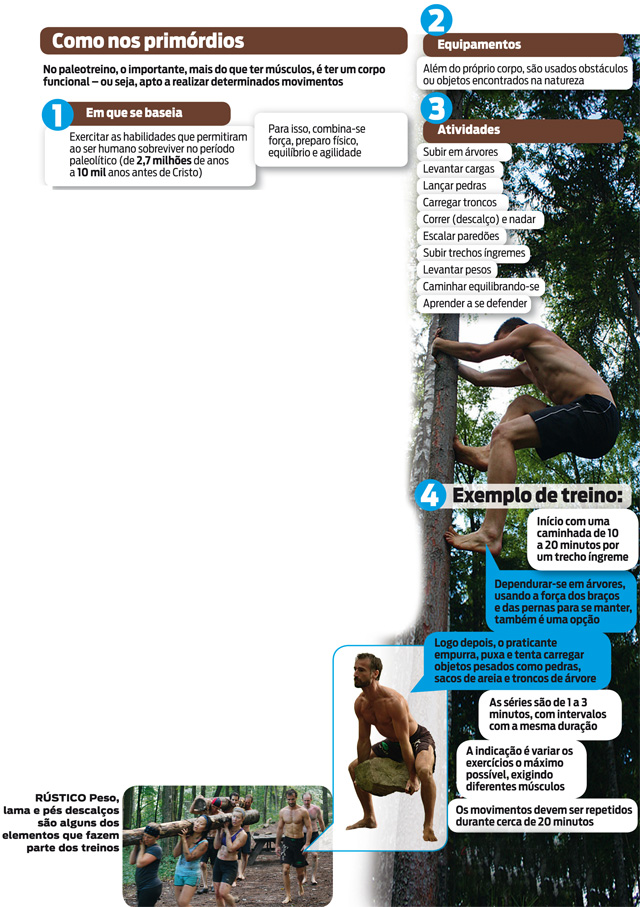 Como nos primórdios
No paleotreino, o importante, mais do que ter músculos, é ter um corpo
funcional – ou seja, apto a realizar determinados movimentos
1
Em que se baseia
Exercitar as habilidades que permitiram
ao ser humano sobreviver no período
paleolítico (de 2,7 milhões de anos
a 10 mil anos antes de Cristo)
Para isso, combina-se
força, preparo físico,
equilíbrio e agilidade
2
Equipamentos
Além do próprio corpo, são usados obstáculos
ou objetos encontrados na natureza
3
Atividades
Subir em árvores
Levantar cargas
Lançar pedras
Carregar troncos
Correr (descalço) e nadar
Escalar paredões
Subir trechos íngremes
Levantar pesos
Caminhar equilibrando-se
Aprender a se defender
4 Exemplo de treino:
Início com uma
caminhada de 10
a 20 minutos por
um trecho íngreme
Dependurar-se em árvores,
usando a força dos braços
e das pernas para se manter,
também é uma opção
Logo depois, o praticante
empurra, puxa e tenta carregar
objetos pesados como pedras,
sacos de areia e troncos de árvore
As séries são de 1 a 3
minutos, com intervalos
com a mesma duração
A indicação é variar os
exercícios o máximo
possível, exigindo
diferentes músculos
Os movimentos devem ser repetidos
durante cerca de 20 minutos
RÚSTICO Peso,
lama e pés descalços
são alguns dos
elementos que fazem
parte dos treinos